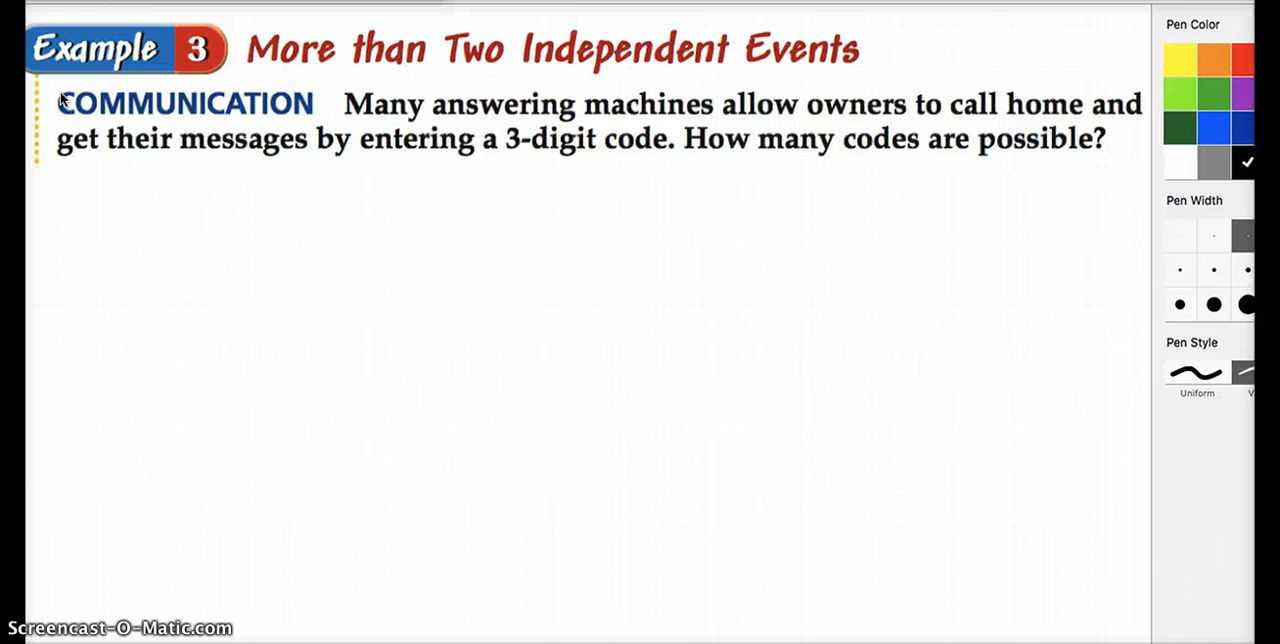 Example 3 More than Two Independent Events
COMMUNICATION Many answering machines allow owners to call home and
get their messages by entering a 3-digit code. How many codes are possible?
Pen Color
Pen Width
Pen Style
Uniform V
Screencast-O-Matic.com